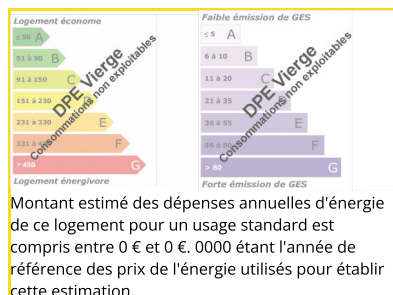 Logement économe
≤ 50 A
51 à 90 B
91 à 150 C
151 à 230
231 à 330 E
331 à 450 F
> 450 G
Logement énergivore
DPE Vierge
Consommations non exploitables
Faible émission de GES
≤ 5 A
6 à 10 B
11 à 20 C
21 à 35
36 à 55 E
56 à 80 F
> 80 G
Forte émission de GES
DPE Vierge
Consommations non exploitables
Montant estimé des dépenses annuelles d'énergie
de ce logement pour un usage standard est
compris entre 0 € et 0 €. 0000 étant l'année de
référence des prix de l'énergie utilisés pour établir
cette estimation.